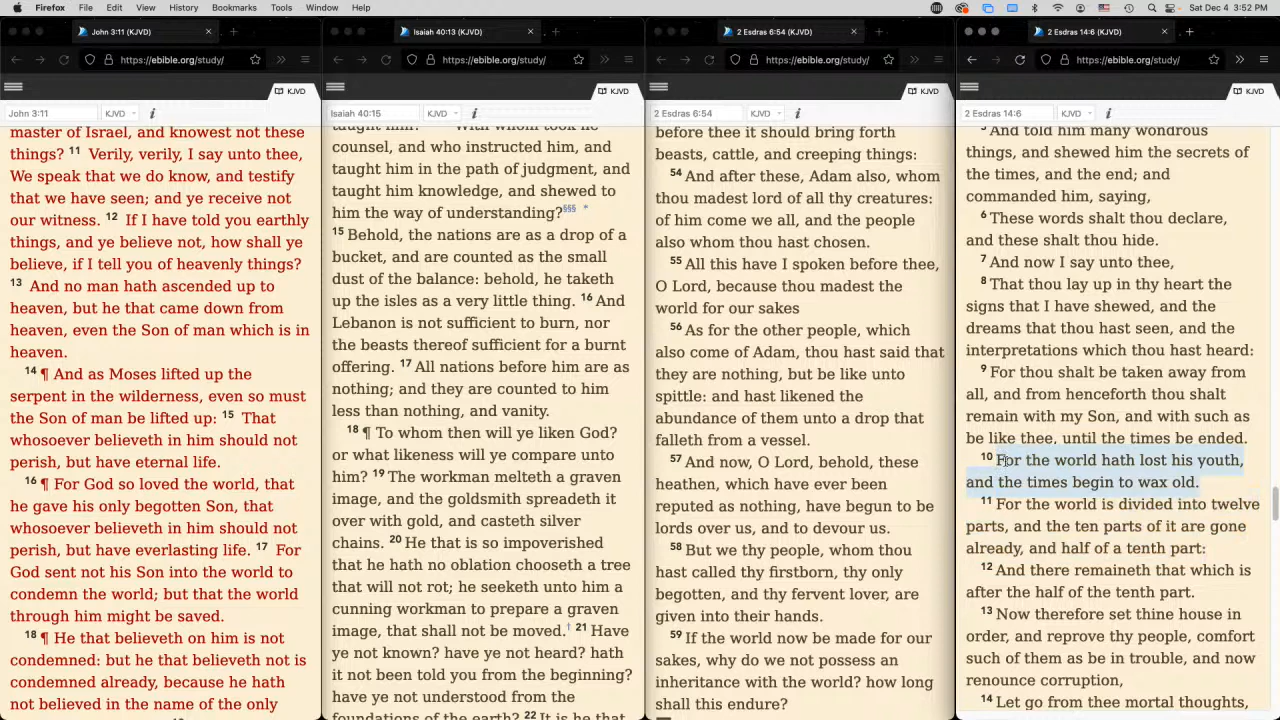 Firefox File Edit View History Bookmarks Tools Window Help Sat Dec 4 3:52 PM
John 3:11 (KJVD)
https://ebible.org/study/
KJVD
John 3:11 KJVD i
master of Israel, and knowest not these
things? 11 Verily, verily, I say unto thee,
We speak that we do know, and testify
that we have seen; and ye receive not
our witness. 12 If I have told you earthly
things, and ye believe not, how shall ye
believe, if I tell you of heavenly things?
13 And no man hath ascended up to
heaven, but he that came down from
heaven, even the Son of man which is in
heaven.
14 ¶ And as Moses lifted up the
serpent in the wilderness, even so must
the Son of man be lifted up: 15 That
whosoever believeth in him should not
perish, but have eternal life.
16 ¶ For God so loved the world, that
he gave his only begotten Son, that
whosoever believeth in him should not
perish, but have everlasting life. 17 For
God sent not his Son into the world to
condemn the world; but that the world
through him might be saved.
18 ¶ He that believeth on him is not
condemned: but he that believeth not is
condemned already, because he hath
not believed in the name of the only
Isaiah 40:13 (KJVD)
https://ebible.org/study/
KJVD
Isaiah 40:15 KJVD i
taught him? With whom took he
counsel, and who instructed him, and
taught him in the path of judgment, and
taught him knowledge, and shewed to
him the way of understanding?§§§ *
15 Behold, the nations are as a drop of a
bucket, and are counted as the small
dust of the balance: behold, he taketh
up the isles as a very little thing. 16 And
Lebanon is not sufficient to burn, nor
the beasts thereof sufficient for a burnt
offering. 17 All nations before him are as
nothing; and they are counted to him
less than nothing, and vanity.
18 ¶ To whom then will ye liken God?
or what likeness will ye compare unto
him? 19 The workman melteth a graven
image, and the goldsmith spreadeth it
over with gold, and casteth silver
chains. 20 He that is so impoverished
that he hath no oblation chooseth a tree
that will not rot; he seeketh unto him a
cunning workman to prepare a graven
image, that shall not be moved.† 21 Have
ye not known? have ye not heard? hath
it not been told you from the beginning?
have ye not understood from the
foundations of the earth? 22 It is he that
2 Esdras 6:54 (KJVD)
https://ebible.org/study/
KJVD
2 Esdras 6:54 KJVD i
before thee it should bring forth
beasts, cattle, and creeping things:
54 And after these, Adam also, whom
thou madest lord of all thy creatures:
of him come we all, and the people
also whom thou hast chosen.
55 All this have I spoken before thee,
O Lord, because thou madest the
world for our sakes
56 As for the other people, which
also come of Adam, thou hast said that
they are nothing, but be like unto
spittle: and hast likened the
abundance of them unto a drop that
falleth from a vessel.
57 And now, O Lord, behold, these
heathen, which have ever been
reputed as nothing, have begun to be
lords over us, and to devour us.
58 But we thy people, whom thou
hast called thy firstborn, thy only
begotten, and thy fervent lover, are
given into their hands.
59 If the world now be made for our
sakes, why do we not possess an
inheritance with the world? how long
shall this endure?
2 Esdras 14:6 (KJVD)
https://ebible.org/study/
KJVD
2 Esdras 14:6 KJVD i
5 And told him many wondrous
things, and shewed him the secrets of
the times, and the end; and
commanded him, saying,
6 These words shalt thou declare,
and these shalt thou hide.
7 And now I say unto thee,
8 That thou lay up in thy heart the
signs that I have shewed, and the
dreams that thou hast seen, and the
interpretations which thou hast heard:
9 For thou shalt be taken away from
all, and from henceforth thou shalt
remain with my Son, and with such as
be like thee, until the times be ended.
10 For the world hath lost his youth,
and the times begin to wax old.
11 For the world is divided into twelve
parts, and the ten parts of it are gone
already, and half of a tenth part:
12 And there remaineth that which is
after the half of the tenth part.
13 Now therefore set thine house in
order, and reprove thy people, comfort
such of them as be in trouble, and now
renounce corruption,
14 Let go from thee mortal thoughts,